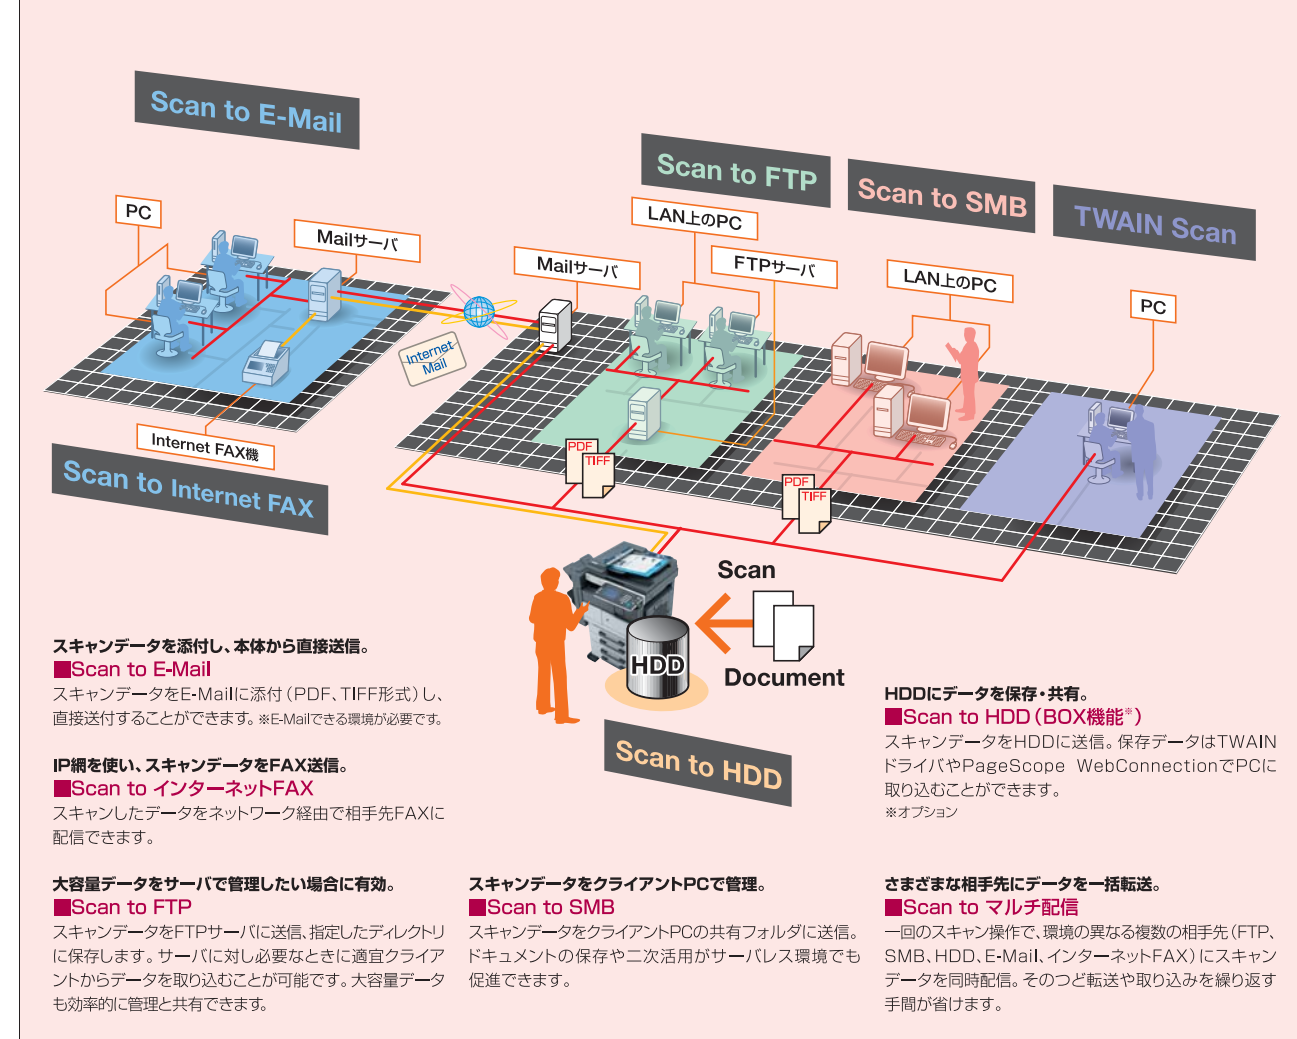 Scan to E-Mail
Scan to FTP
Scan to SMB
TWAIN Scan
PC
Mailサーバ
Mailサーバ
LAN上のPC
FTPサーバ
LAN上のPC
PC
Internet
Mail
Internet FAX機
Scan to Internet FAX
PDF
TIFF
PDF
TIFF
Scan
HDD
Document
Scan to HDD
スキャンデータを添付し、本体から直接送信。
■Scan to E-Mail
スキャンデータをE-Mailに添付(PDF、TIFF形式)し、
直接送付することができます。※E-Mailできる環境が必要です。
IP網を使い、スキャンデータをFAX送信。
■Scan to インターネットFAX
スキャンしたデータをネットワーク経由で相手先FAXに
配信できます。
大容量データをサーバで管理したい場合に有効。
■Scan to FTP
スキャンデータをFTPサーバに送信、指定したディレクトリ
に保存します。サーバに対し必要なときに適宜クライア
ントからデータを取り込むことが可能です。大容量データ
も効率的に管理と共有できます。
スキャンデータをクライアントPCで管理。
■Scan to SMB
スキャンデータをクライアントPCの共有フォルダに送信。
ドキュメントの保存や二次活用がサーバレス環境でも
促進できます。
HDDにデータを保存・共有。
■Scan to HDD(BOX機能※)
スキャンデータをHDDに送信。保存データはTWAIN
ドライバやPageScope WebConnectionでPCに
取り込むことができます。
※オプション
さまざまな相手先にデータを一括転送。
■Scan to マルチ配信
一回のスキャン操作で、環境の異なる複数の相手先(FTP、
SMB、HDD、E-Mail、インターネットFAX)にスキャン
データを同時配信。そのつど転送や取り込みを繰り返す
手間が省けます。